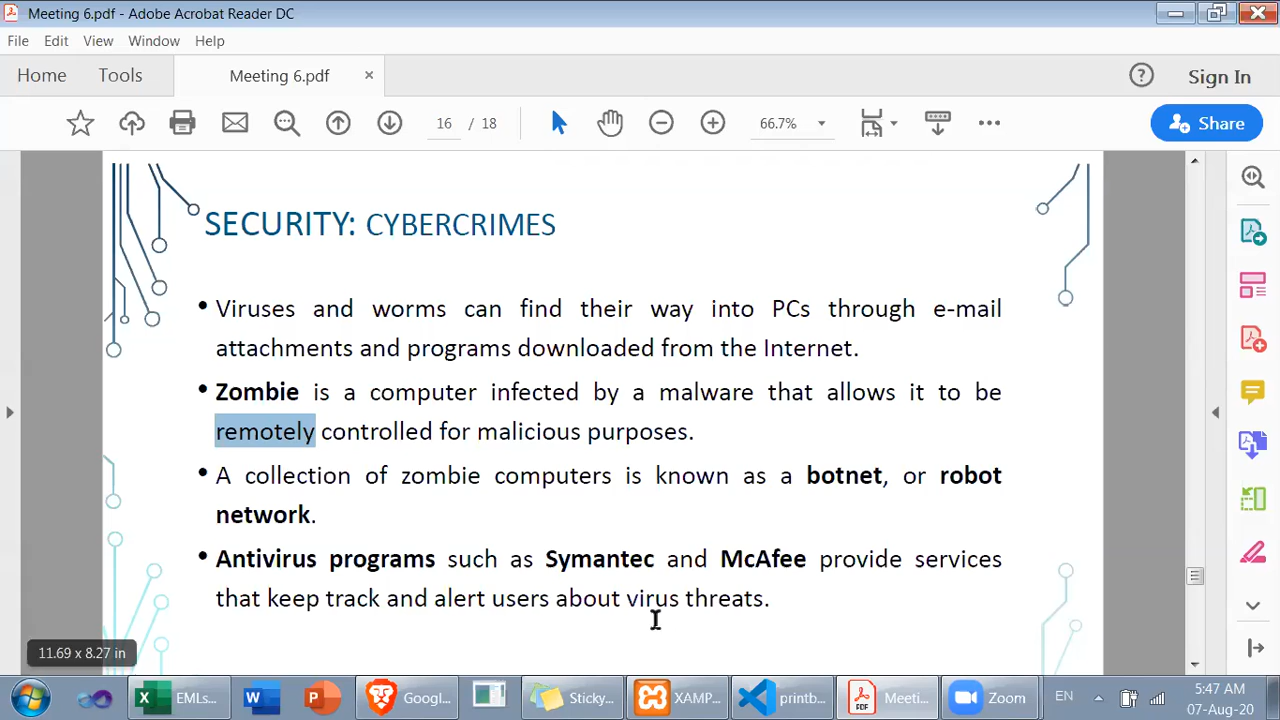 Meeting 6.pdf - Adobe Acrobat Reader DC
File Edit View Window Help
Home Tools Meeting 6.pdf × Sign In
16 / 18 66.7% Share
SECURITY: CYBERCRIMES
• Viruses and worms can find their way into PCs through e-mail
attachments and programs downloaded from the Internet.
• Zombie is a computer infected by a malware that allows it to be
remotely controlled for malicious purposes.
• A collection of zombie computers is known as a botnet, or robot
network.
• Antivirus programs such as Symantec and McAfee provide services
that keep track and alert users about virus threats.
11.69 x 8.27 in
EMLs... Googl... Sticky... XAMP... printb... Meeti... Zoom EN 5:47 AM
07-Aug-20